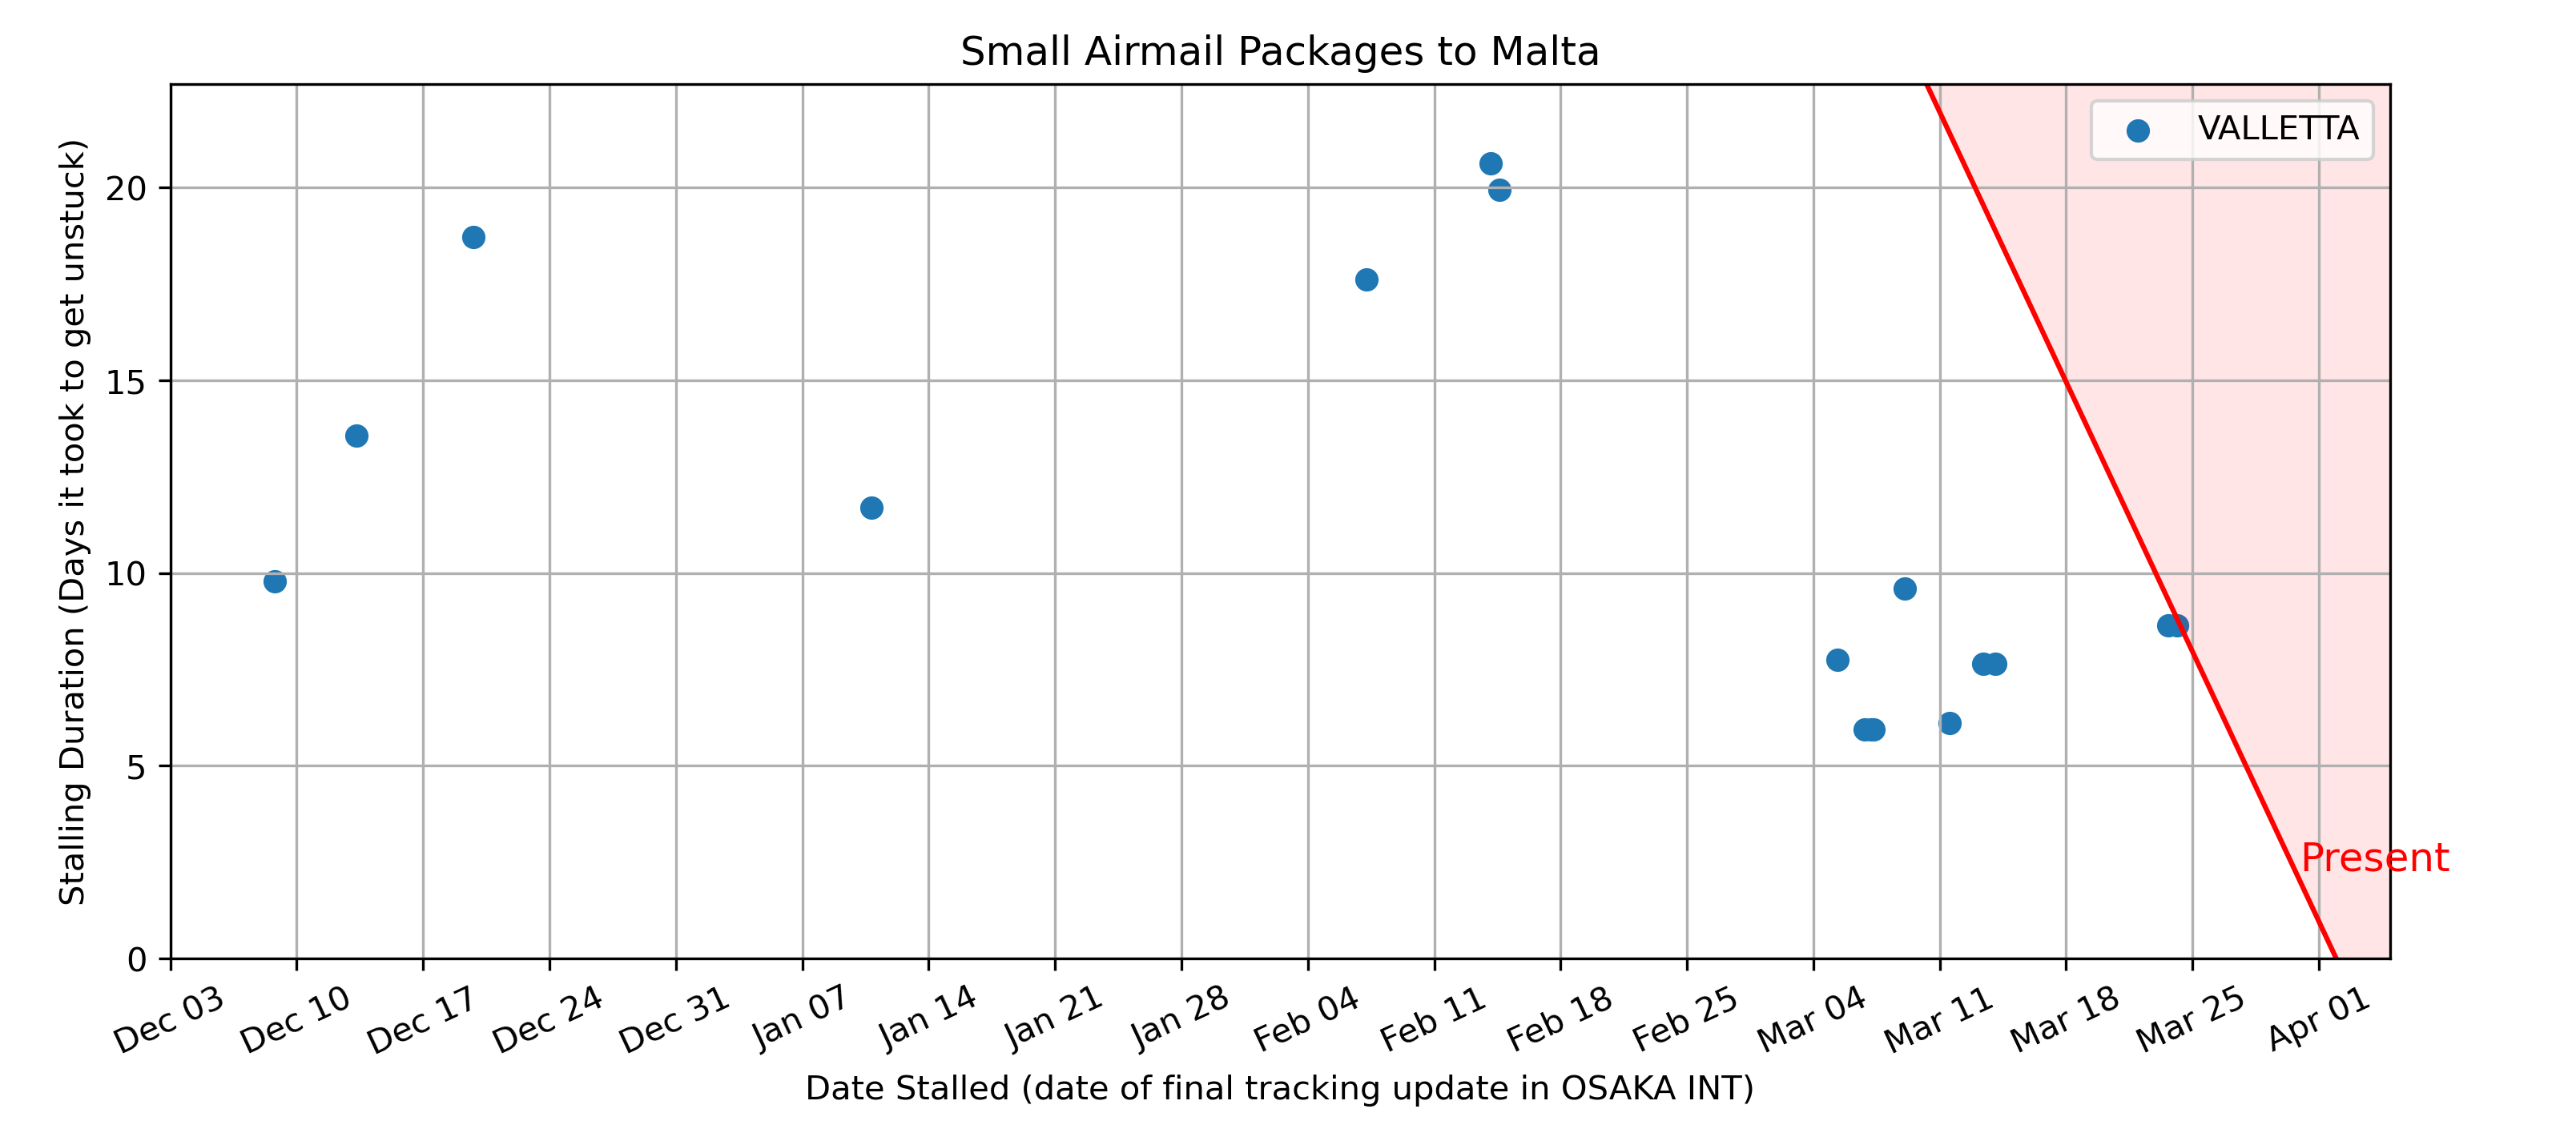 Small Airmail Packages to Malta
VALLETTA
Stalling Duration (Days it took to get unstuck)
20
15
10
5
0
Present
Dec 03
Dec 10
Dec 17
Dec 24
Dec 31
Jan 07
Jan 14
Jan 21
Jan 28
Feb 04
Feb 11
Feb 18
Feb 25
Mar 04
Mar 11
Mar 18
Mar 25
Apr 01
Date Stalled (date of final tracking update in OSAKA INT)